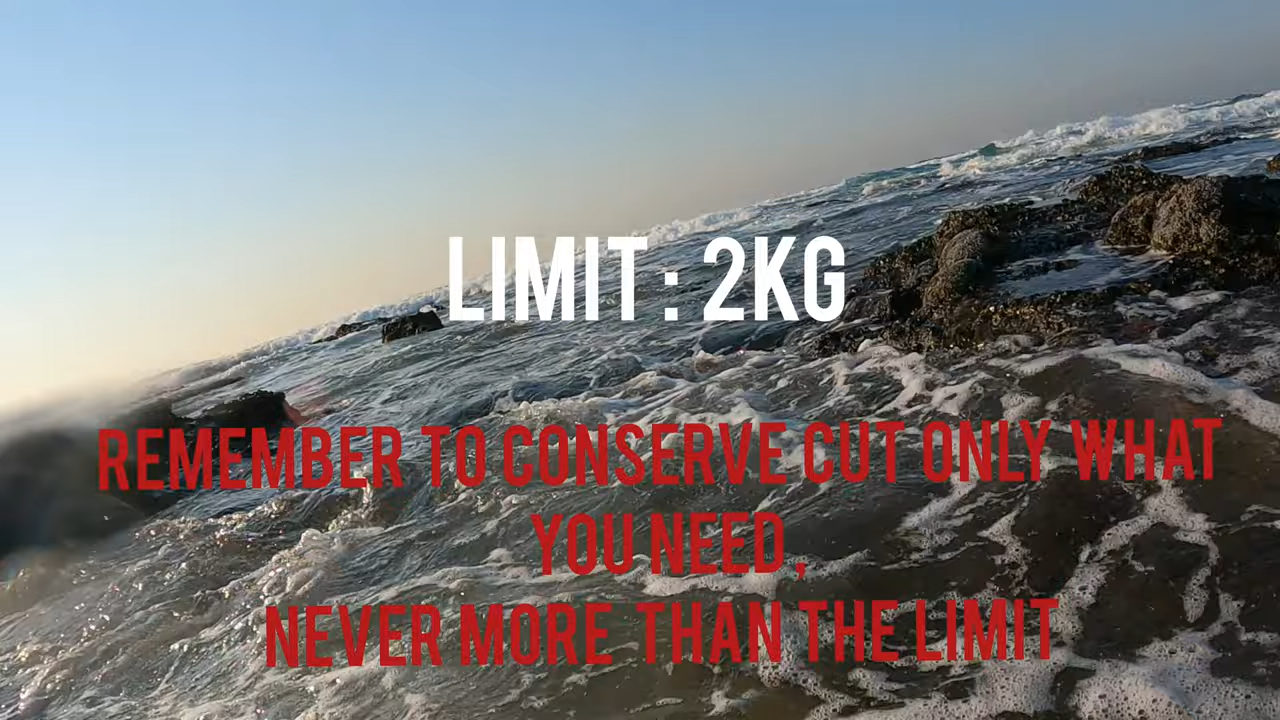 LIMIT : 2KG
REMEMBER TO CONSERVE CUT ONLY WHAT
YOU NEED,
NEVER MORE THAN THE LIMIT